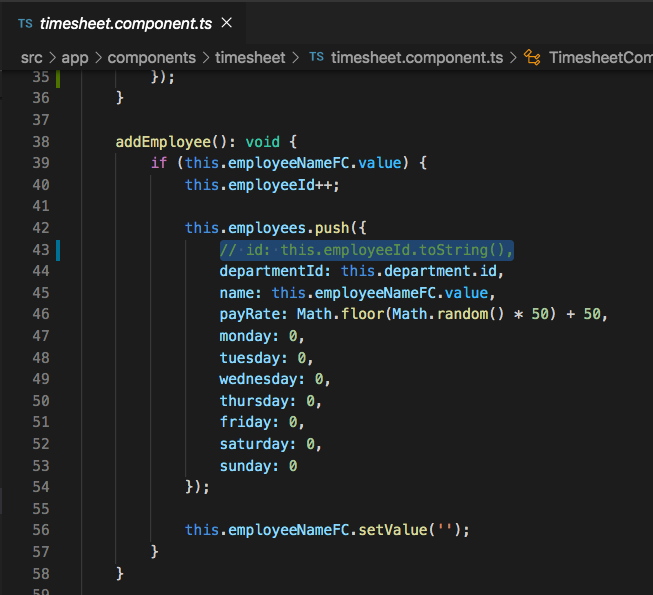 TS timesheet.component.ts ×
src > app > components > timesheet > TS timesheet.component.ts > TimesheetCom
35 });
36 }
37
38 addEmployee(): void {
39 if (this.employeeNameFC.value) {
40 this.employeeId++;
41
42 this.employees.push({
43 // id: this.employeeId.toString(),
44 departmentId: this.department.id,
45 name: this.employeeNameFC.value,
46 payRate: Math.floor(Math.random() * 50) + 50,
47 monday: 0,
48 tuesday: 0,
49 wednesday: 0,
50 thursday: 0,
51 friday: 0,
52 saturday: 0,
53 sunday: 0
54 });
55
56 this.employeeNameFC.setValue('');
57 }
58 }
59